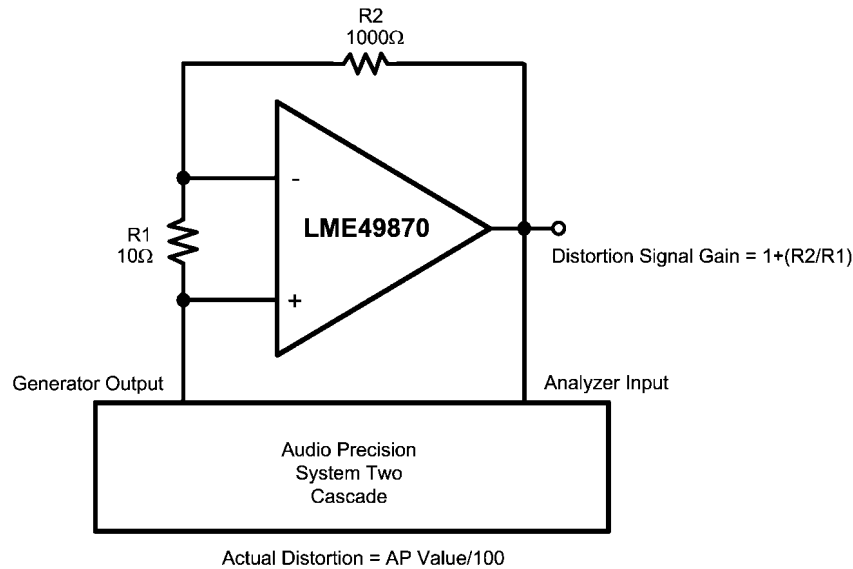 R2
1000Ω
-
R1
10Ω
LME49870
+
Distortion Signal Gain = 1+(R2/R1)
Generator Output
Analyzer Input
Audio Precision
System Two
Cascade
Actual Distortion = AP Value/100